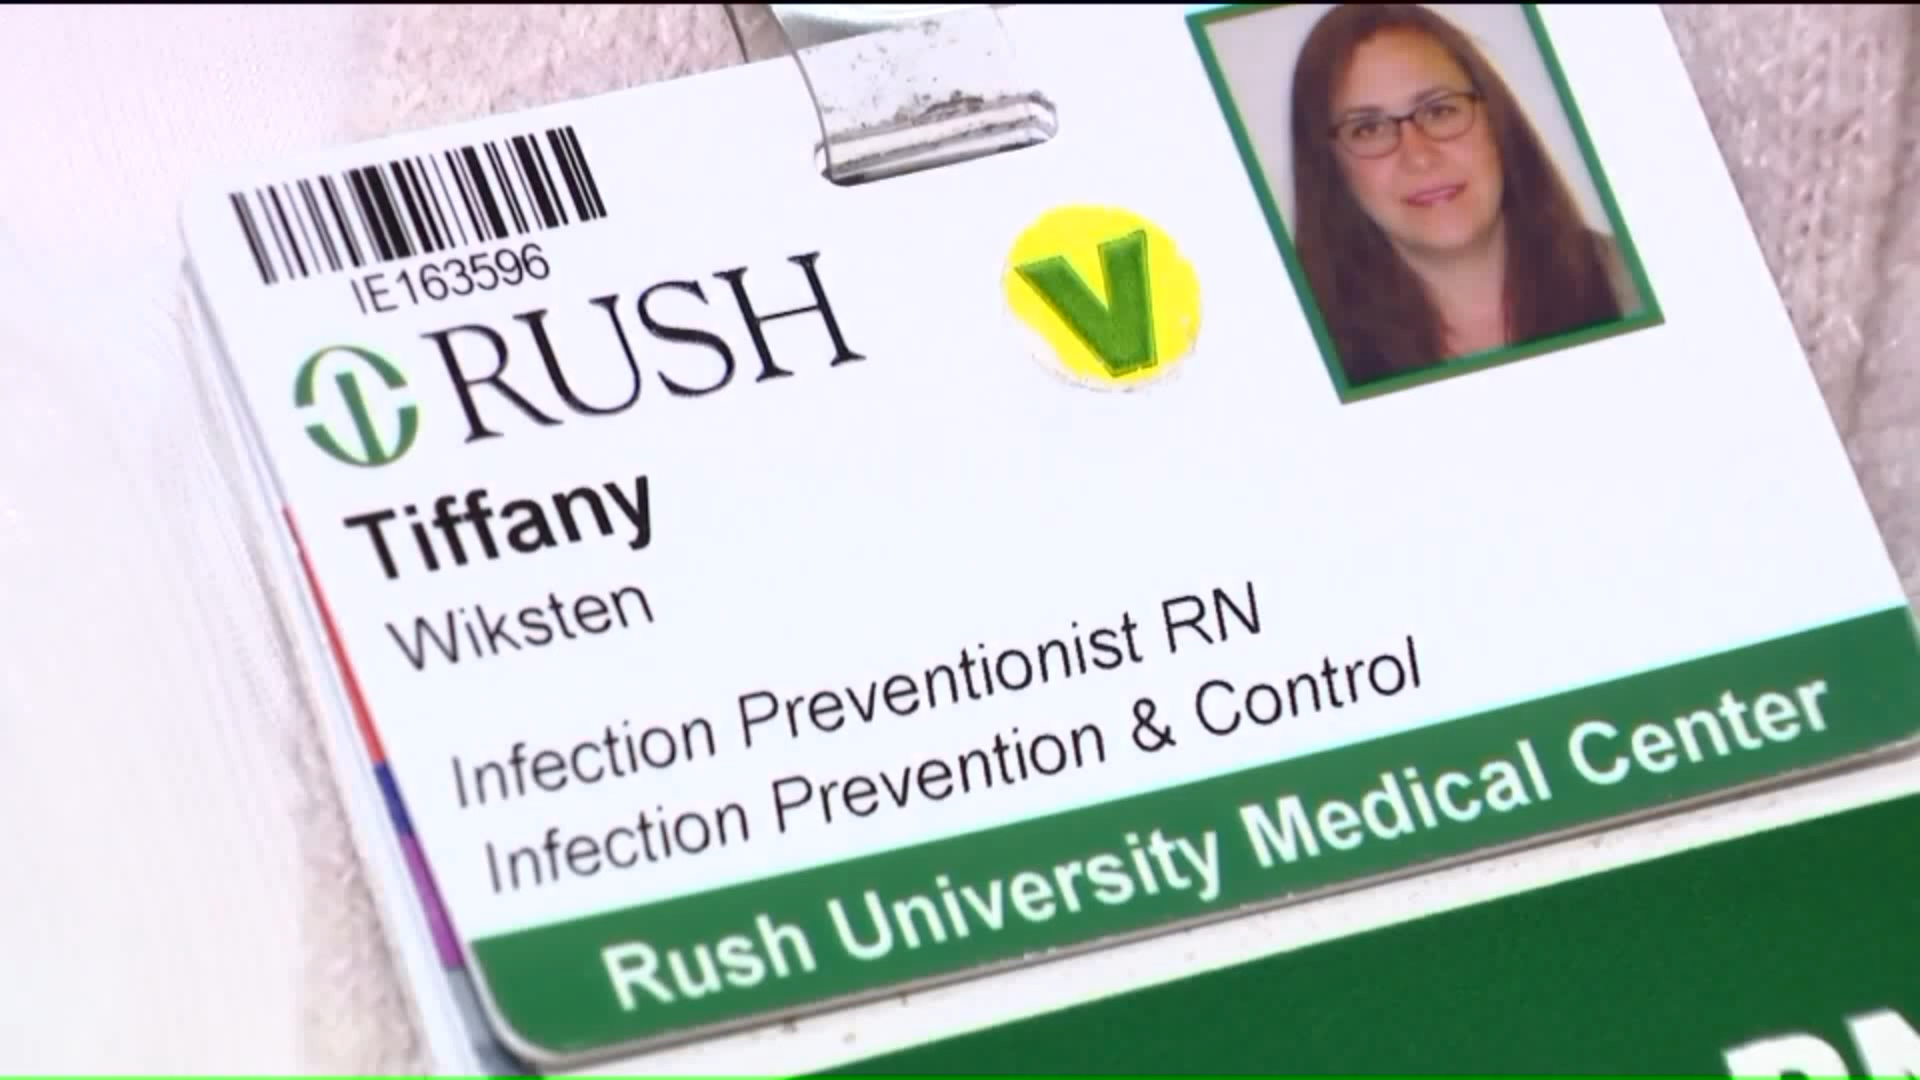 IE163596
RUSH
V
Tiffany
Wiksten
Infection Preventionist RN
Infection Prevention & Control
Rush University Medical Center